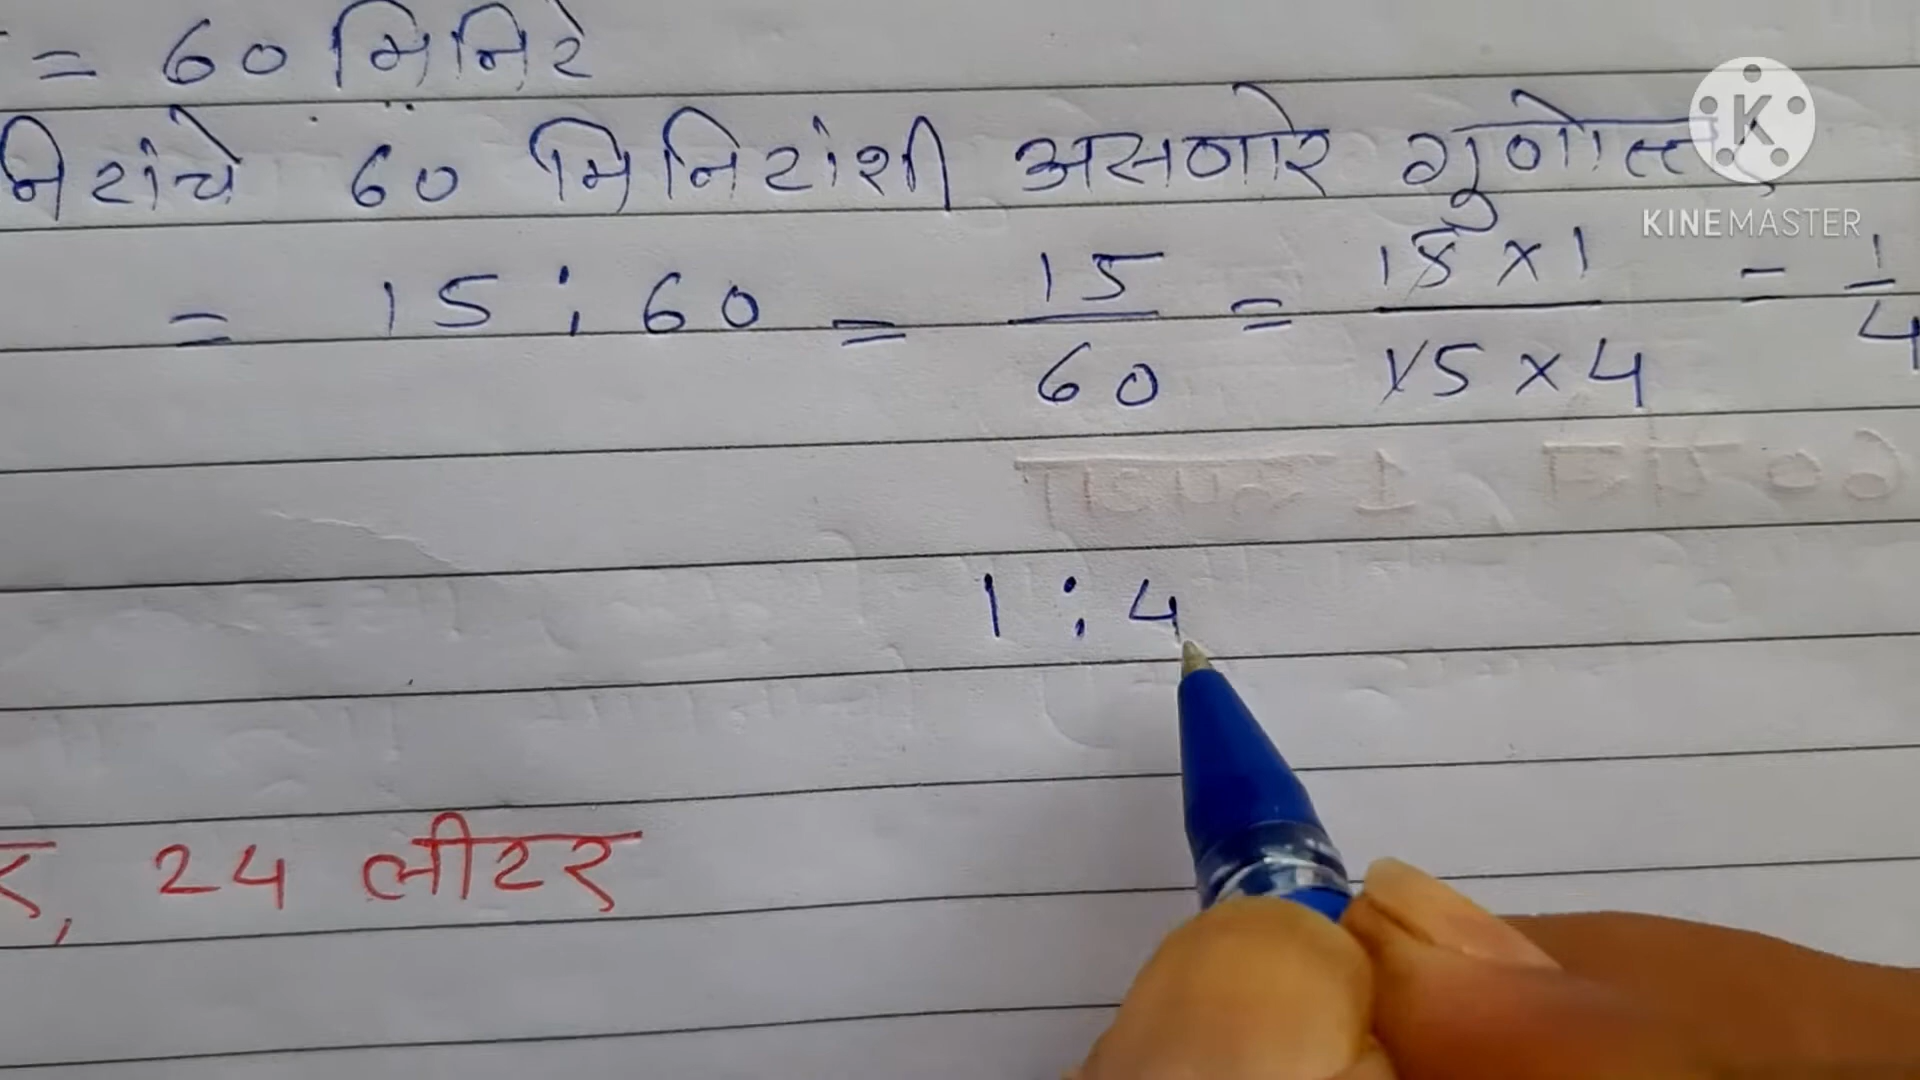 = 60 मिनिटे
निटांचे 60 मिनिटांशी असणारे गुणोत्तर
= 15 : 60 = 15/60 = 15 x 1/15 x 4 = 1/4
1 : 4
र, 24 लीटर
K
KINEMASTER